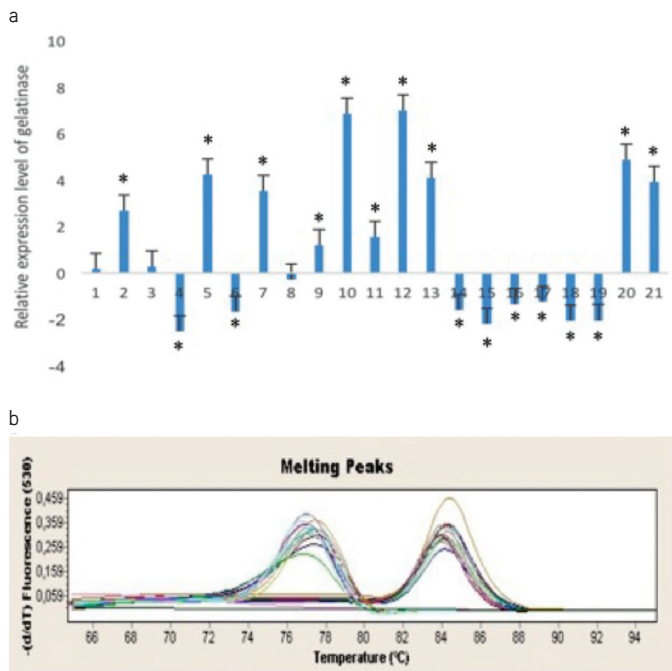 a
Relative expression level of gelatinase
10
8
6
4
2
0
-2
-4
* * * * * * * * * * * * * * * * * *
1 2 3 4 5 6 7 8 9 10 11 12 13 14 15 16 17 18 19 20 21
b
Melting Peaks
-(d/dT) Fluorescence (530)
0,459
0,359
0,259
0,159
0,059
66 68 70 72 74 76 78 80 82 84 86 88 90 92 94
Temperature (ºC)